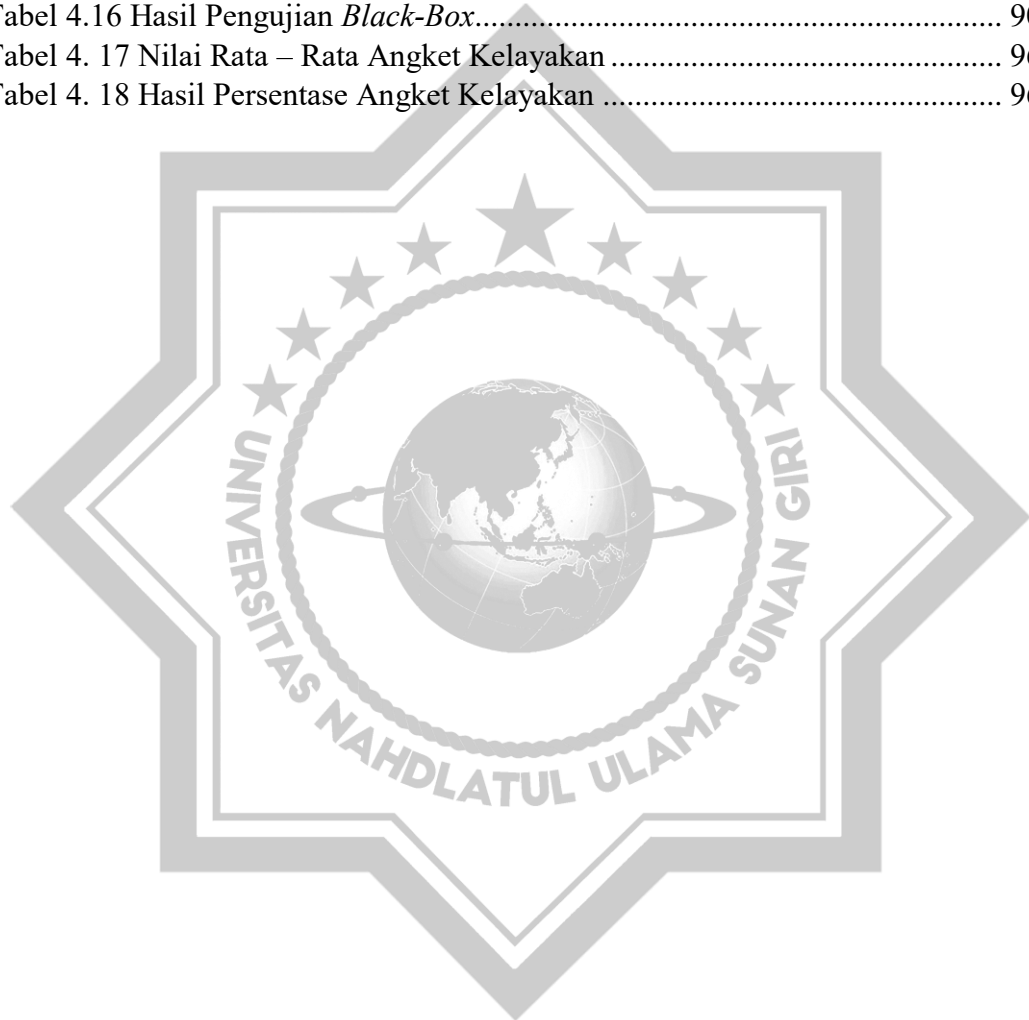 Tabel 4.16 Hasil Pengujian Black-Box.................................................................. 9
Tabel 4. 17 Nilai Rata – Rata Angket Kelayakan ................................................. 9
Tabel 4. 18 Hasil Persentase Angket Kelayakan .................................................. 9
UNIVERSITAS NAHDLATUL ULAMA SUNAN GIRI